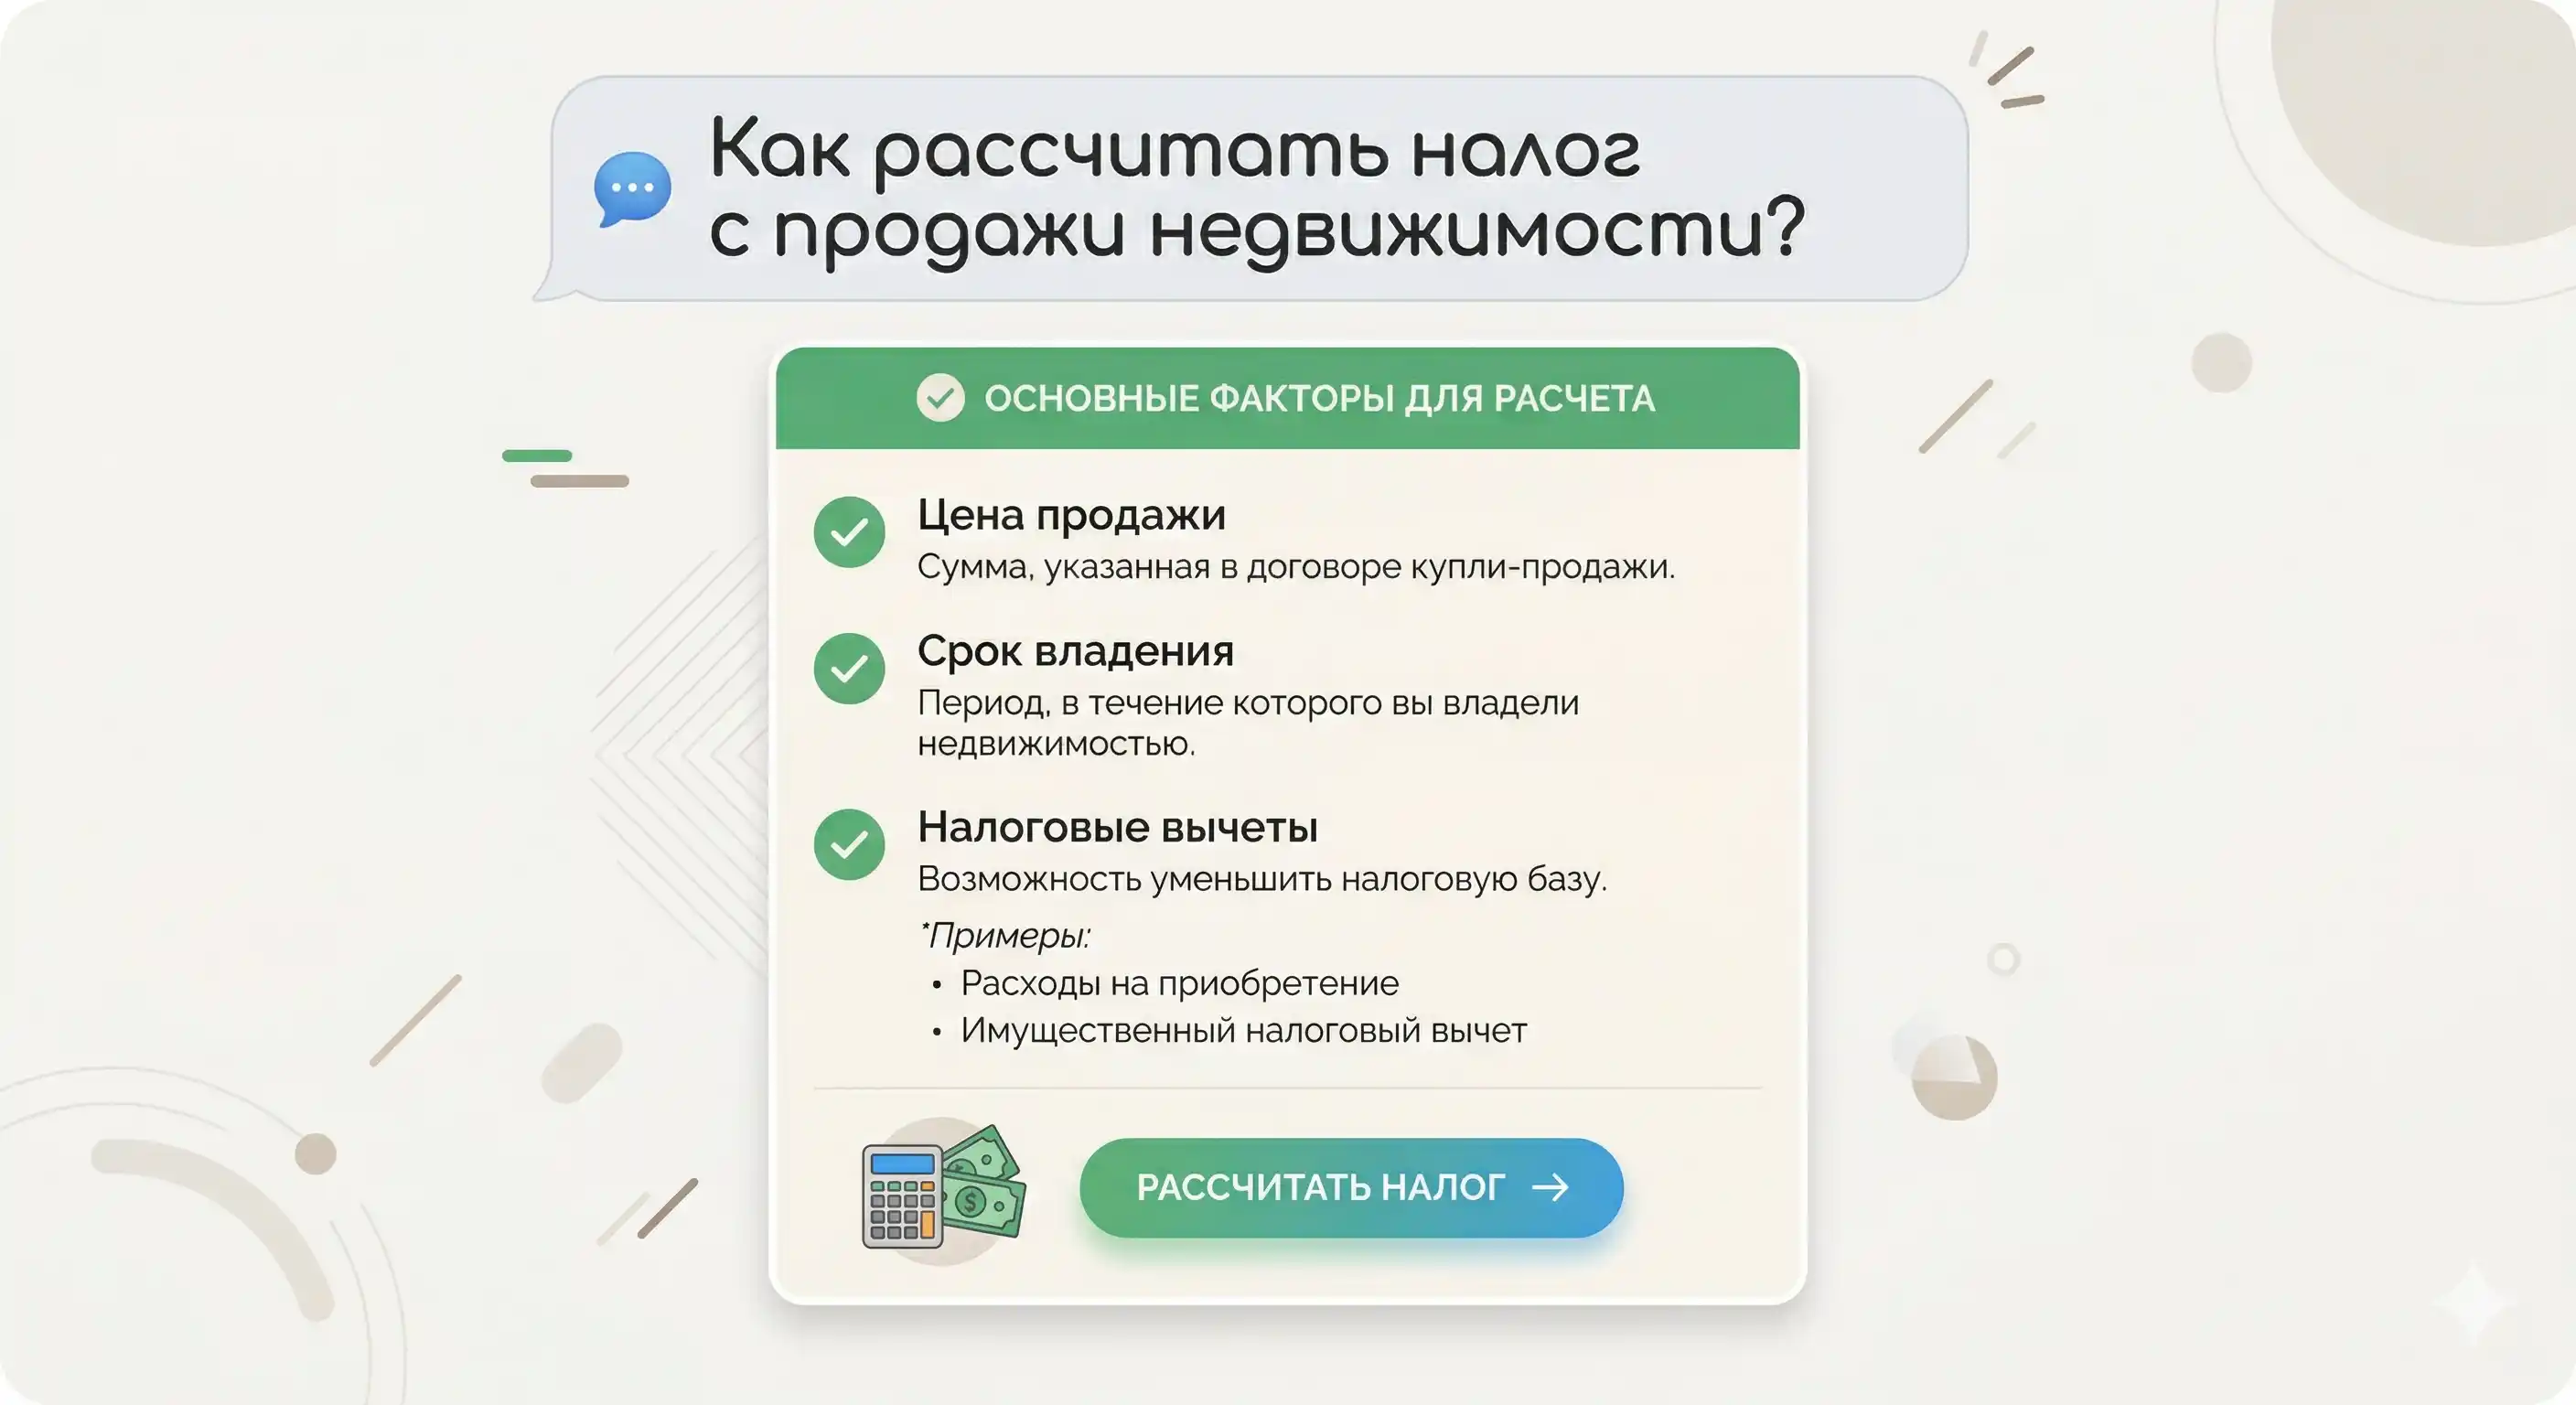 Как рассчитать налог
с продажи недвижимости?
ОСНОВНЫЕ ФАКТОРЫ ДЛЯ РАСЧЕТА
Цена продажи
Сумма, указанная в договоре купли-продажи.
Срок владения
Период, в течение которого вы владели
недвижимостью.
Налоговые вычеты
Возможность уменьшить налоговую базу.
*Примеры:
• Расходы на приобретение
• Имущественный налоговый вычет
$
РАССЧИТАТЬ НАЛОГ →